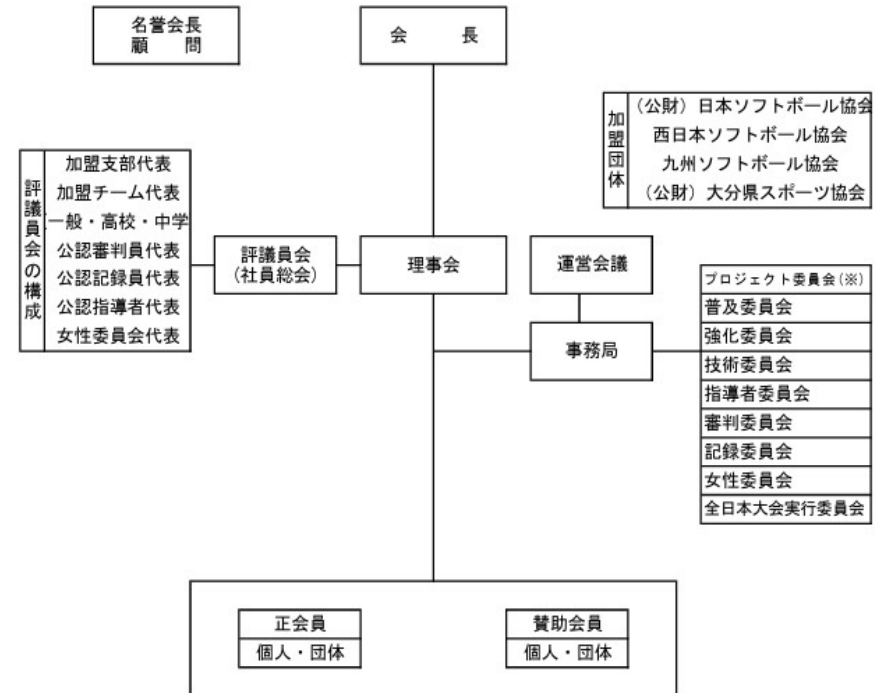 名誉会長
顧　　問
会　　　長
加盟団体
（公財）日本ソフトボール協会
西日本ソフトボール協会
九州ソフトボール協会
（公財）大分県スポーツ協会
評議員会の構成
加盟支部代表
加盟チーム代表
一般・高校・中学
公認審判員代表
公認記録員代表
公認指導者代表
女性委員会代表
評議員会
（社員総会）
理事会
運営会議
事務局
プロジェクト委員会(※)
普及委員会
強化委員会
技術委員会
指導者委員会
審判委員会
記録委員会
女性委員会
全日本大会実行委員会
正会員
個人・団体
賛助会員
個人・団体